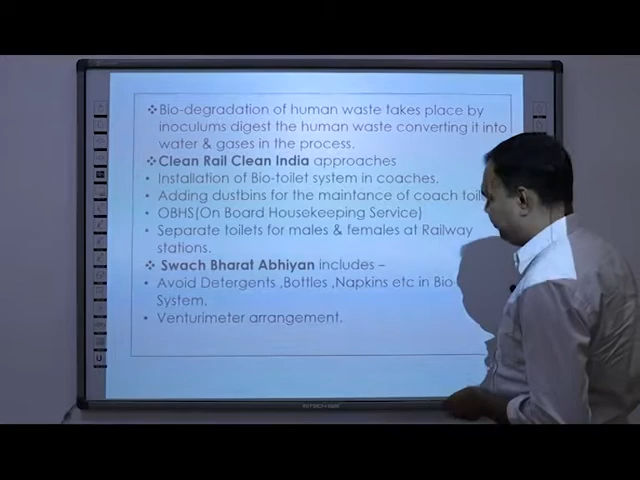 ❖Bio-degradation of human waste takes place by
inoculums digest the human waste converting it into
water & gases in the process.
❖Clean Rail Clean India approaches
• Installation of Bio-toilet system in coaches.
• Adding dustbins for the maintance of coach
• OBHS(On Board Housekeeping Service)
• Separate toilets for males & females at Railway
stations.
❖ Swach Bharat Abhiyan includes –
• Avoid Detergents ,Bottles ,Napkins etc in Bio-
System.
• Venturimeter arrangement.